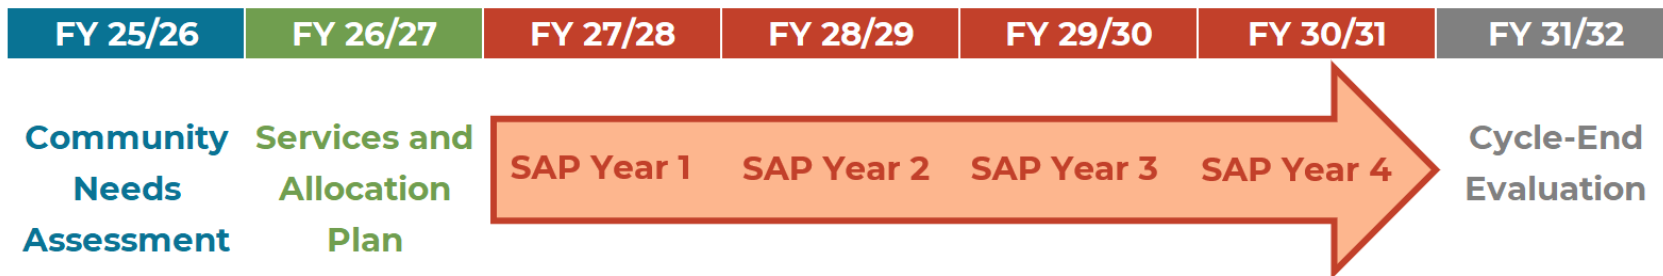 FY 25/26 FY 26/27 FY 27/28 FY 28/29 FY 29/30 FY 30/31 FY 31/32
Community
Needs
Assessment
Services and
Allocation
Plan
SAP Year 1 SAP Year 2 SAP Year 3 SAP Year 4
Cycle-End
Evaluation